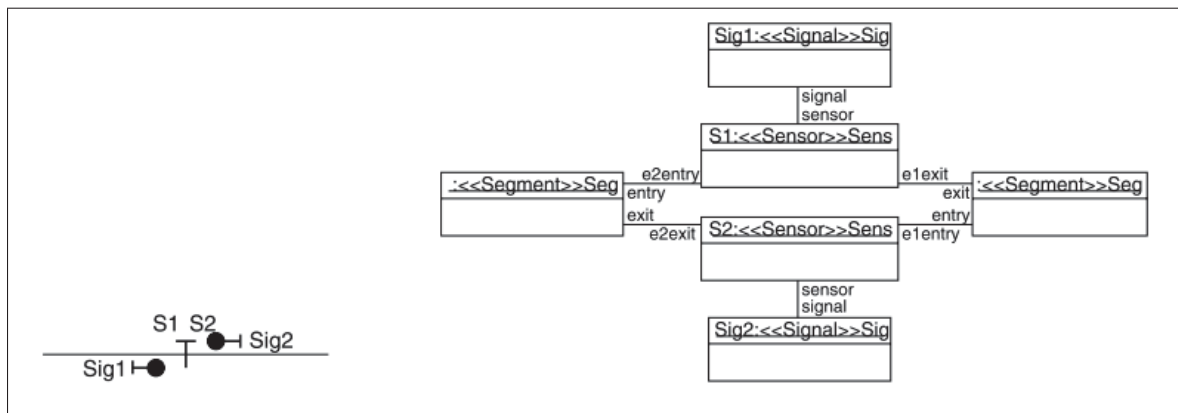 Sig1:<<Signal>>Sig
signal
sensor
S1:<<Sensor>>Sens
e2entry
e1exit
:<<Segment>>Seg
entry
exit
:<<Segment>>Seg
exit
entry
e2exit
S2:<<Sensor>>Sens
e1entry
sensor
signal
Sig2:<<Signal>>Sig
S1 S2
Sig2
Sig1